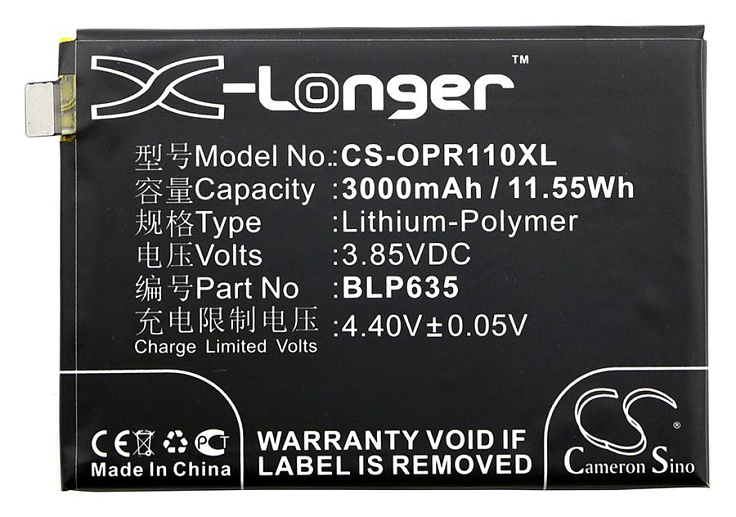 X-Longer™
型号Model No.:CS-OPR110XL
容量Capacity :3000mAh / 11.55Wh
规格Type :Lithium-Polymer
电压Volts :3.85VDC
编号Part No :BLP635
充电限制电压 :4.40V±0.05V
Charge Limited Volts
CE PCT
Made In China
WARRANTY VOID IF
LABEL IS REMOVED
CS®
Cameron Sino